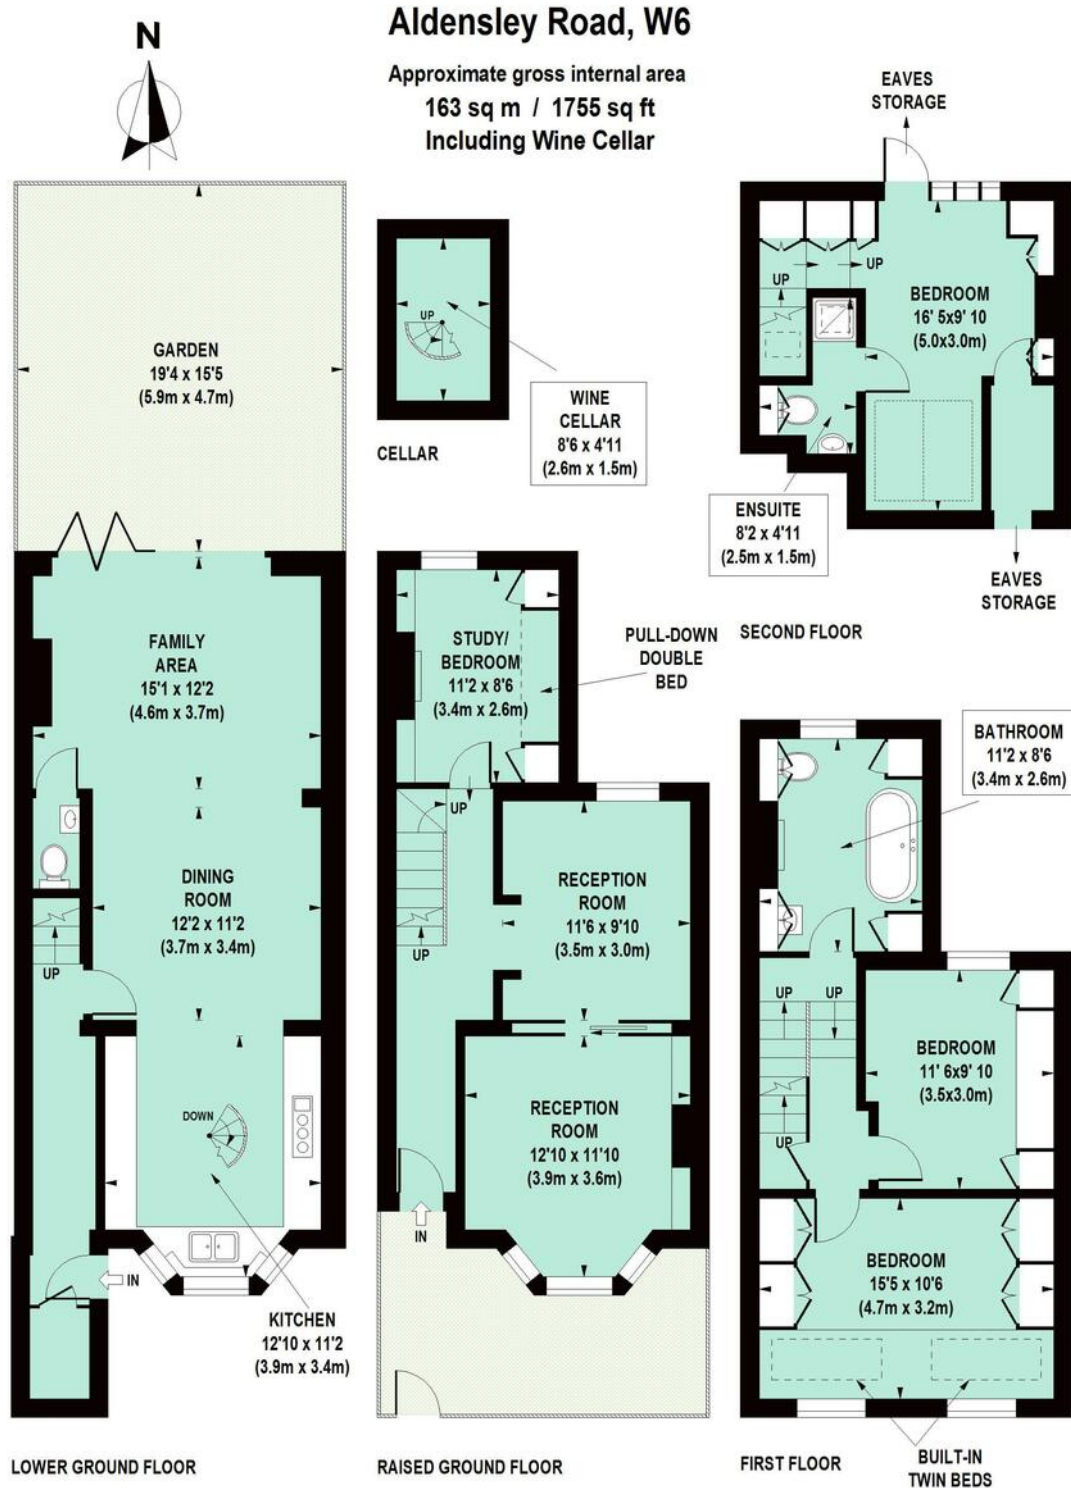 Aldensley Road, W6
N
Approximate gross internal area
163 sq m / 1755 sq ft
Including Wine Cellar
GARDEN
19'4 x 15'5
(5.9m x 4.7m)
FAMILY
AREA
15'1 x 12'2
(4.6m x 3.7m)
DINING
ROOM
12'2 x 11'2
(3.7m x 3.4m)
UP
DOWN
IN
KITCHEN
12'10 x 11'2
(3.9m x 3.4m)
LOWER GROUND FLOOR
UP
WINE
CELLAR
8'6 x 4'11
(2.6m x 1.5m)
CELLAR
STUDY/
BEDROOM
11'2 x 8'6
(3.4m x 2.6m)
PULL-DOWN
DOUBLE
BED
UP
UP
RECEPTION
ROOM
11'6 x 9'10
(3.5m x 3.0m)
RECEPTION
ROOM
12'10 x 11'10
(3.9m x 3.6m)
IN
RAISED GROUND FLOOR
EAVES
STORAGE
UP
UP
BEDROOM
16' 5x9' 10
(5.0x3.0m)
ENSUITE
8'2 x 4'11
(2.5m x 1.5m)
EAVES
STORAGE
SECOND FLOOR
BATHROOM
11'2 x 8'6
(3.4m x 2.6m)
UP
UP
UP
BEDROOM
11' 6x9' 10
(3.5x3.0m)
BEDROOM
15'5 x 10'6
(4.7m x 3.2m)
BUILT-IN
TWIN BEDS
FIRST FLOOR